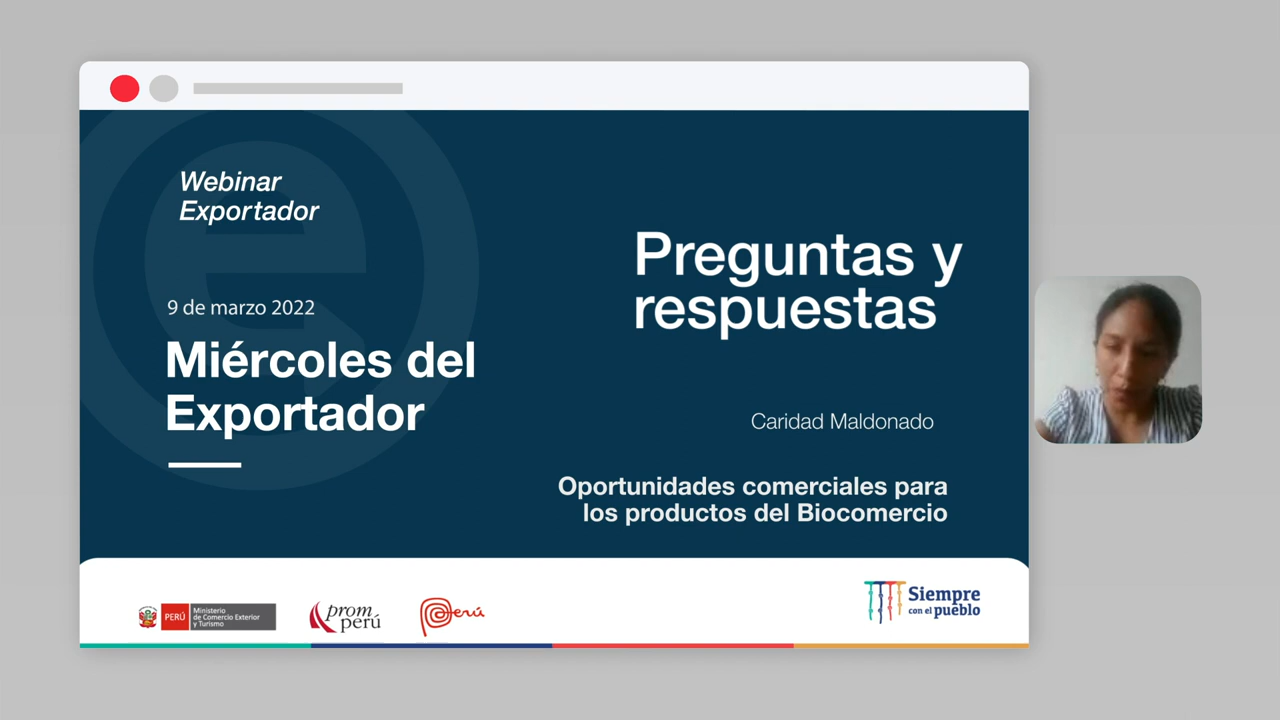 Webinar
Exportador
9 de marzo 2022
Miércoles del
Exportador
Preguntas y
respuestas
Caridad Maldonado
Oportunidades comerciales para
los productos del Biocomercio
PERÚ
Ministerio
de Comercio Exterior
y Turismo
prom
perú
Perú
Siempre
con el pueblo